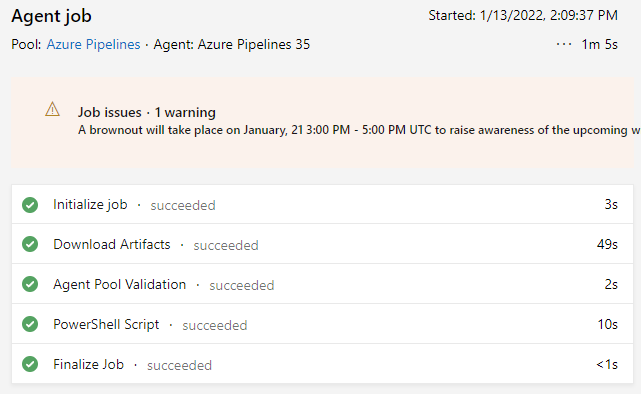 Agent job Started: 1/13/2022, 2:09:37 PM
Pool: Azure Pipelines · Agent: Azure Pipelines 35 ··· 1m 5s
Job issues · 1 warning
A brownout will take place on January, 21 3:00 PM - 5:00 PM UTC to raise awareness of the upcoming w
Initialize job · succeeded 3s
Download Artifacts · succeeded 49s
Agent Pool Validation · succeeded 2s
PowerShell Script · succeeded 10s
Finalize Job · succeeded <1s